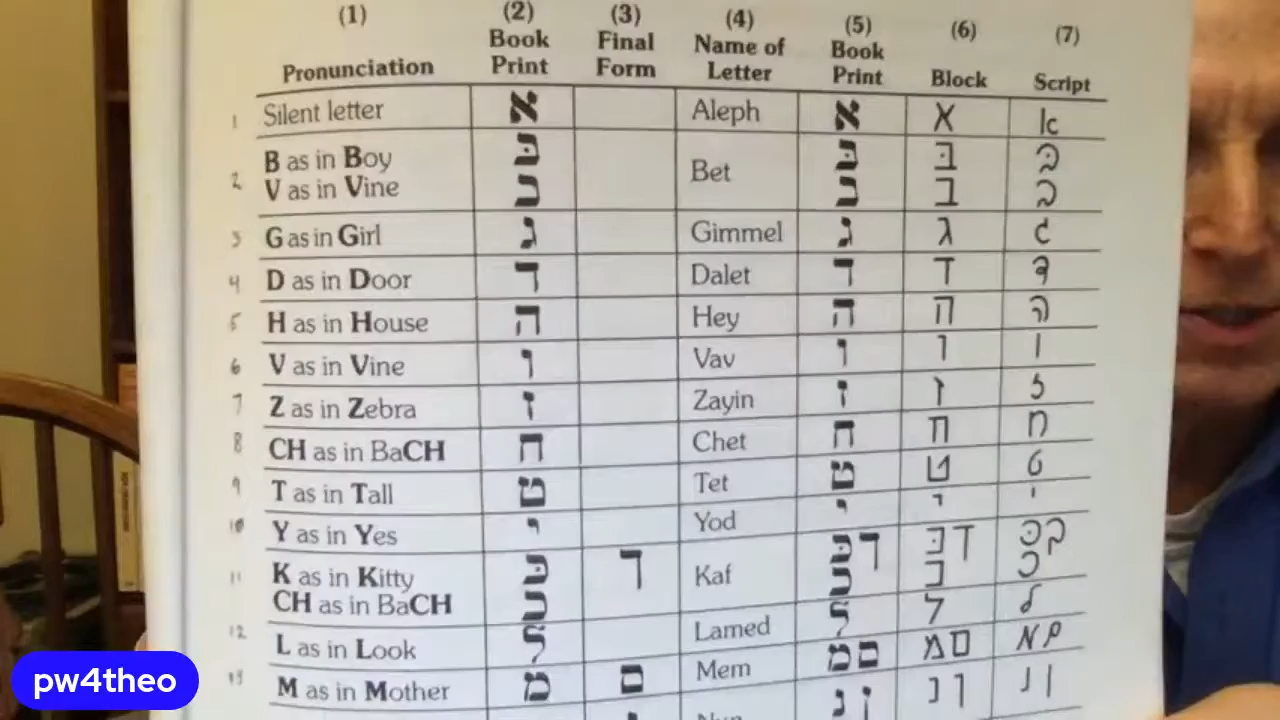 (1) (2) (3) (4) (5) (6) (7)
Pronunciation Book Print Final Form Name of Letter Book Print Block Script
1 Silent letter א Aleph א א א
2 B as in Boy בּ Bet בּ בּ בּ
V as in Vine ב ב ב ב
3 G as in Girl ג Gimmel ג ג ג
4 D as in Door ד Dalet ד ד ד
5 H as in House ה Hey ה ה ה
6 V as in Vine ו Vav ו ו ו
7 Z as in Zebra ז Zayin ז ז ז
8 CH as in BaCH ח Chet ח ח ח
9 T as in Tall ט Tet ט ט ט
10 Y as in Yes י Yod י י י
11 K as in Kitty כּ ך Kaf כּ ך כּ ך כּ ך
CH as in BaCH כ כ כ כ
12 L as in Look ל Lamed ל ל ל
13 M as in Mother מ ם Mem מ ם מ ם מ ם
נ ן נ ן נ ן
pw4theo